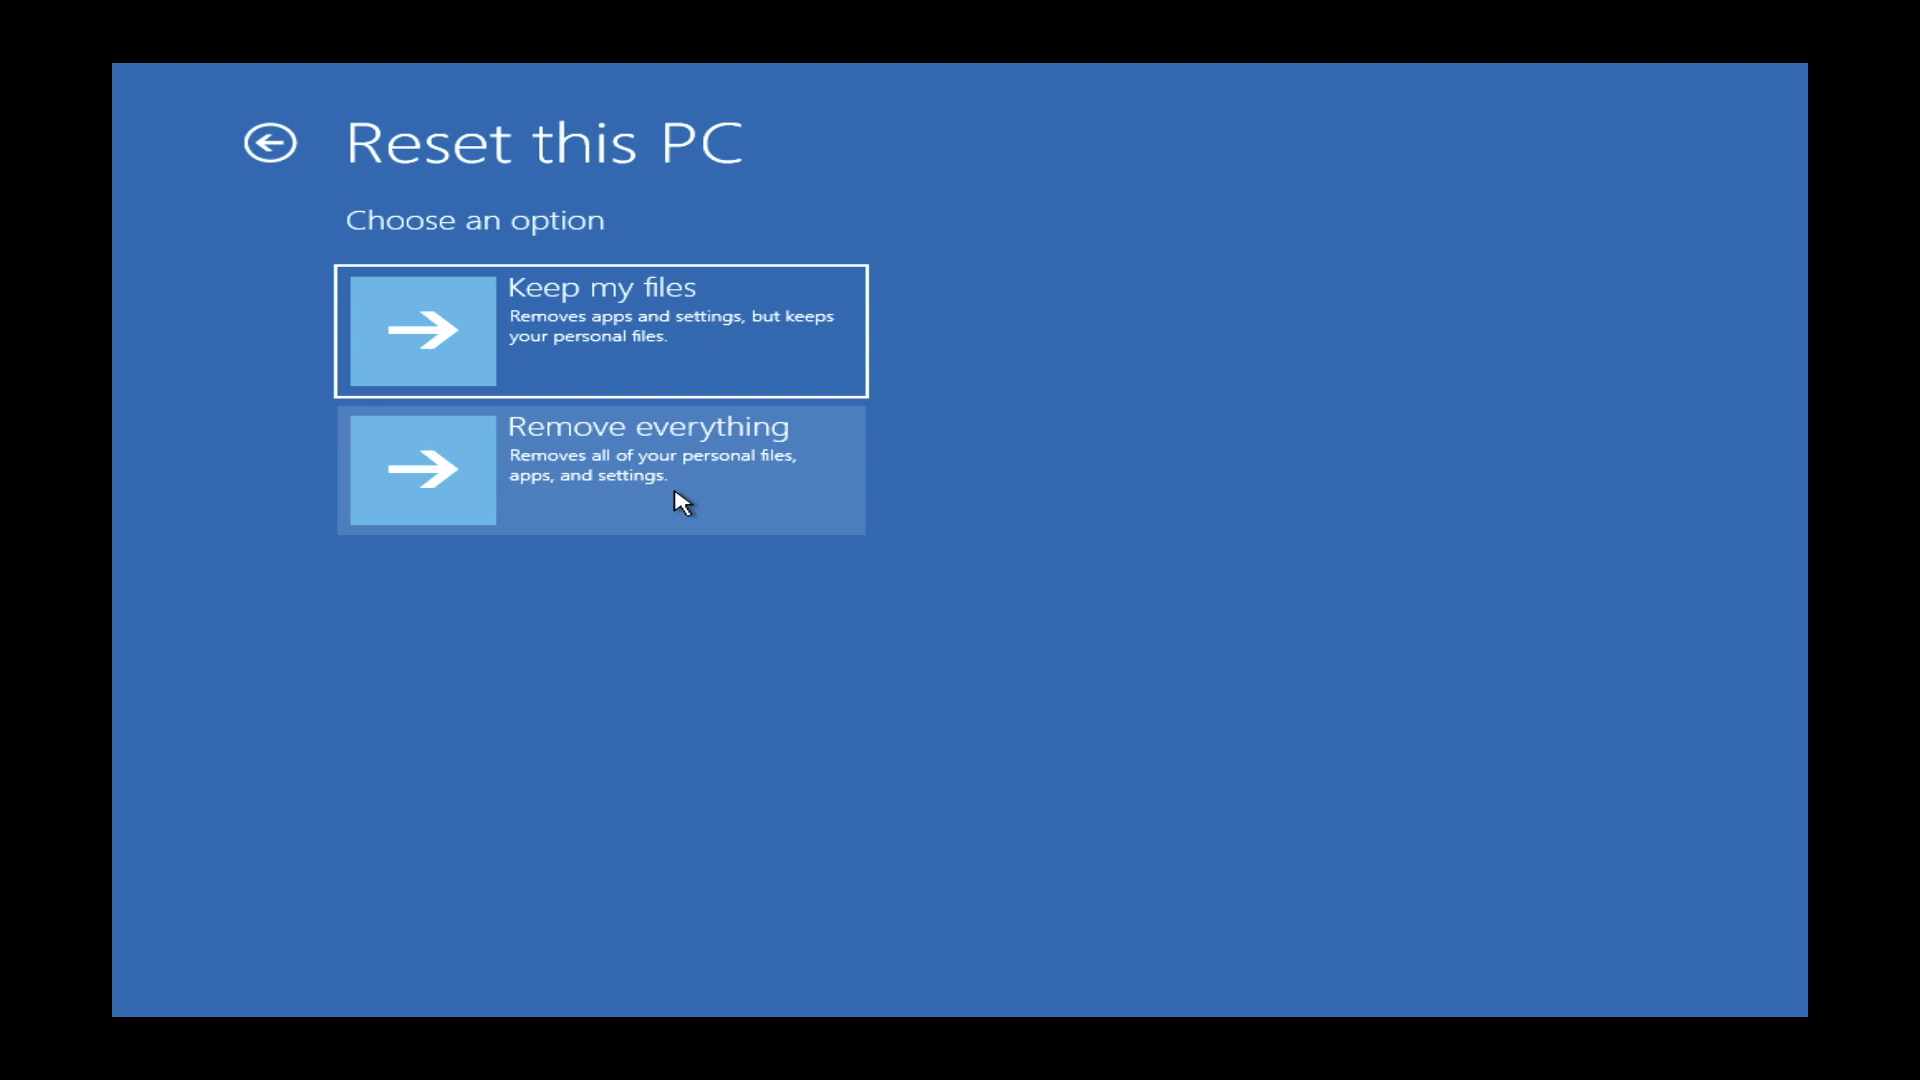 Reset this PC
Choose an option
Keep my files
Removes apps and settings, but keeps
your personal files.
Remove everything
Removes all of your personal files,
apps, and settings.